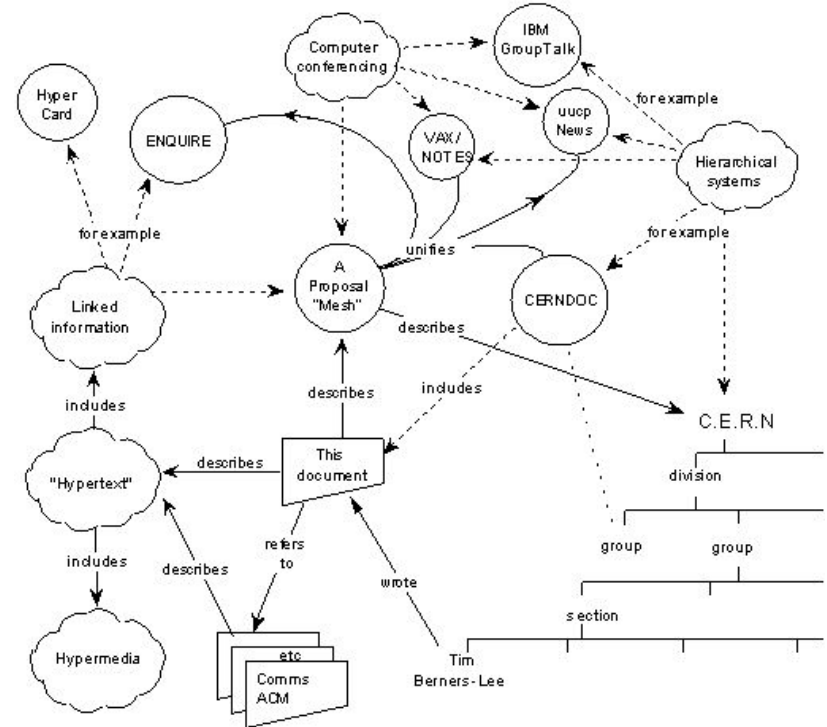 IBM
GroupTalk
Computer
conferencing
Hyper
Card
for example
uucp
News
ENQUIRE
VAX/
NOTES
Hierarchical
systems
for example
unifies
for example
A
Proposal
"Mesh"
CERNDOC
Linked
information
describes
includes
describes
includes
C.E.R.N
This
document
describes
"Hypertext"
division
refers
to
group
group
includes
describes
wrote
section
Hypermedia
etc
Tim
Berners-Lee
Comms
ACM